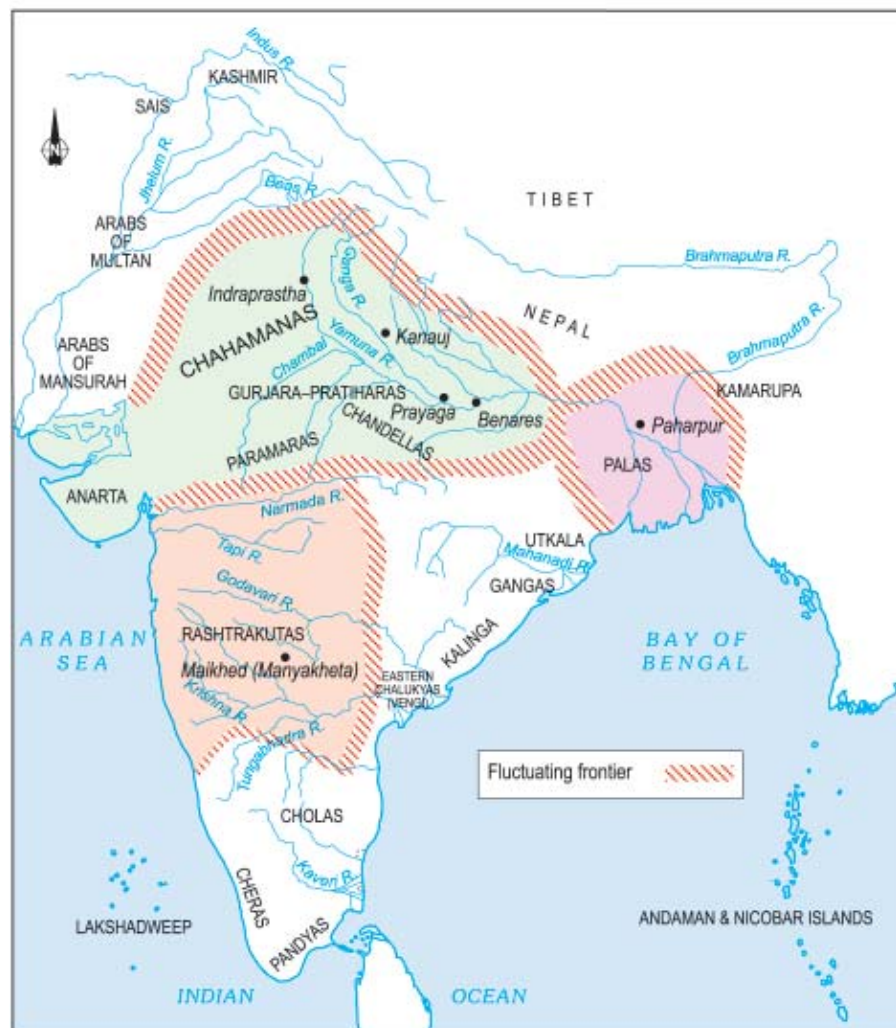 Indus R.
KASHMIR
SAIS
N
Jhelum R.
Beas R.
TIBET
ARABS
OF
MULTAN
Brahmaputra R.
Indraprastha
Ganga R.
NEPAL
Brahmaputra R.
CHAHAMANAS
Kanauj
ARABS
OF
MANSURAH
Chambal
Yamuna R.
KAMARUPA
GURJARA–PRATIHARAS
Prayaga
Benares
Paharpur
CHANDELLAS
PARAMARAS
PALAS
ANARTA
Narmada R.
UTKALA
Tapi R.
Mahanadi R.
GANGAS
Godavari R.
ARABIAN
SEA
RASHTRAKUTAS
KALINGA
BAY OF
BENGAL
Malkhed (Manyakheta)
EASTERN
CHALUKYAS
(VENGI)
Krishna R.
Tungabhadra R.
Fluctuating frontier
CHOLAS
Kaveri R.
CHERAS
LAKSHADWEEP
PANDYAS
ANDAMAN & NICOBAR ISLANDS
INDIAN
OCEAN